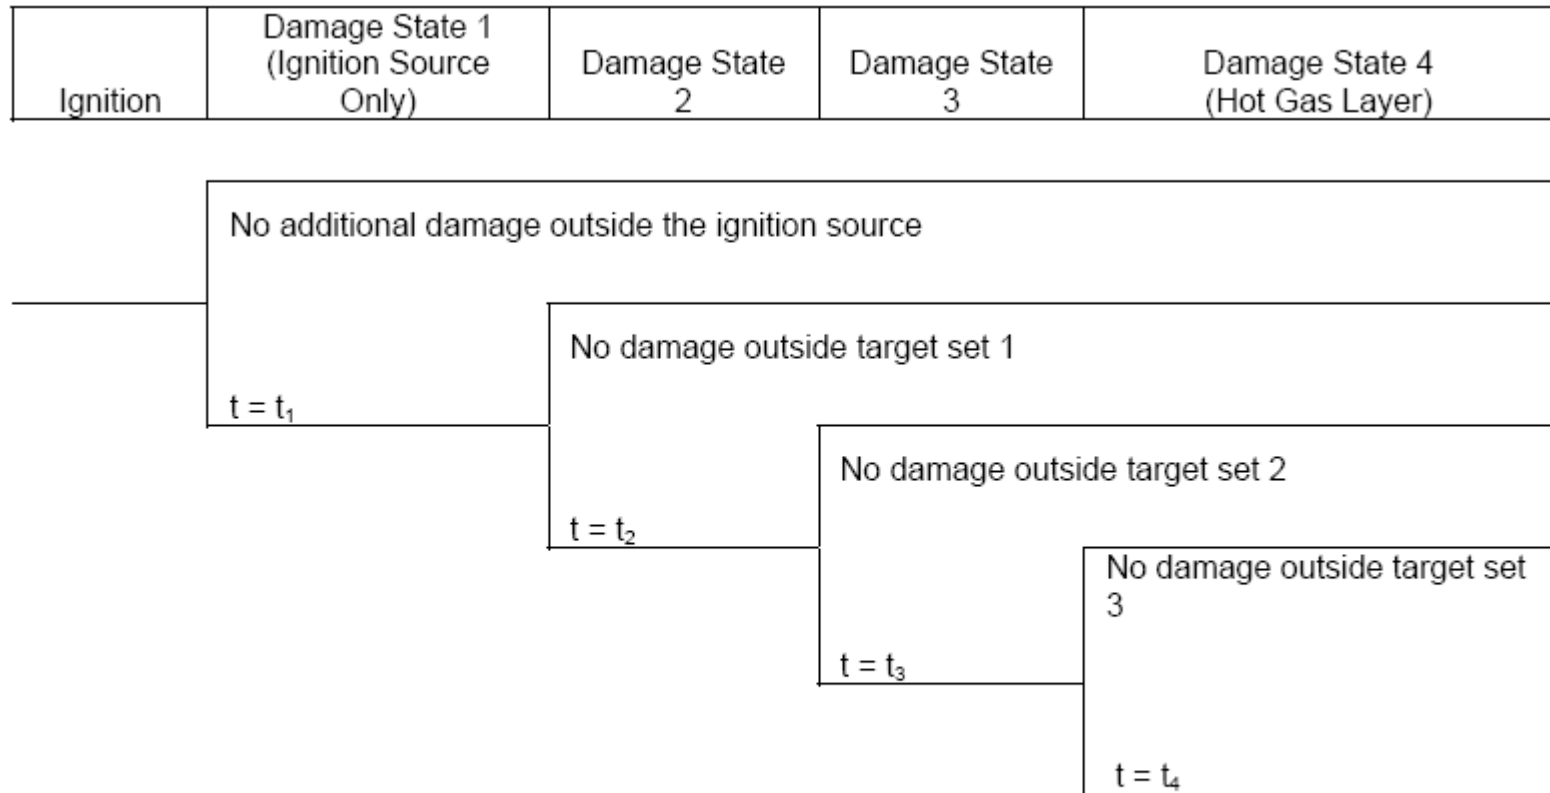 Ignition
Damage State 1
(Ignition Source
Only)
Damage State
2
Damage State
3
Damage State 4
(Hot Gas Layer)
No additional damage outside the ignition source
No damage outside target set 1
t = t₁
No damage outside target set 2
t = t₂
No damage outside target set
3
t = t₃
t = t₄